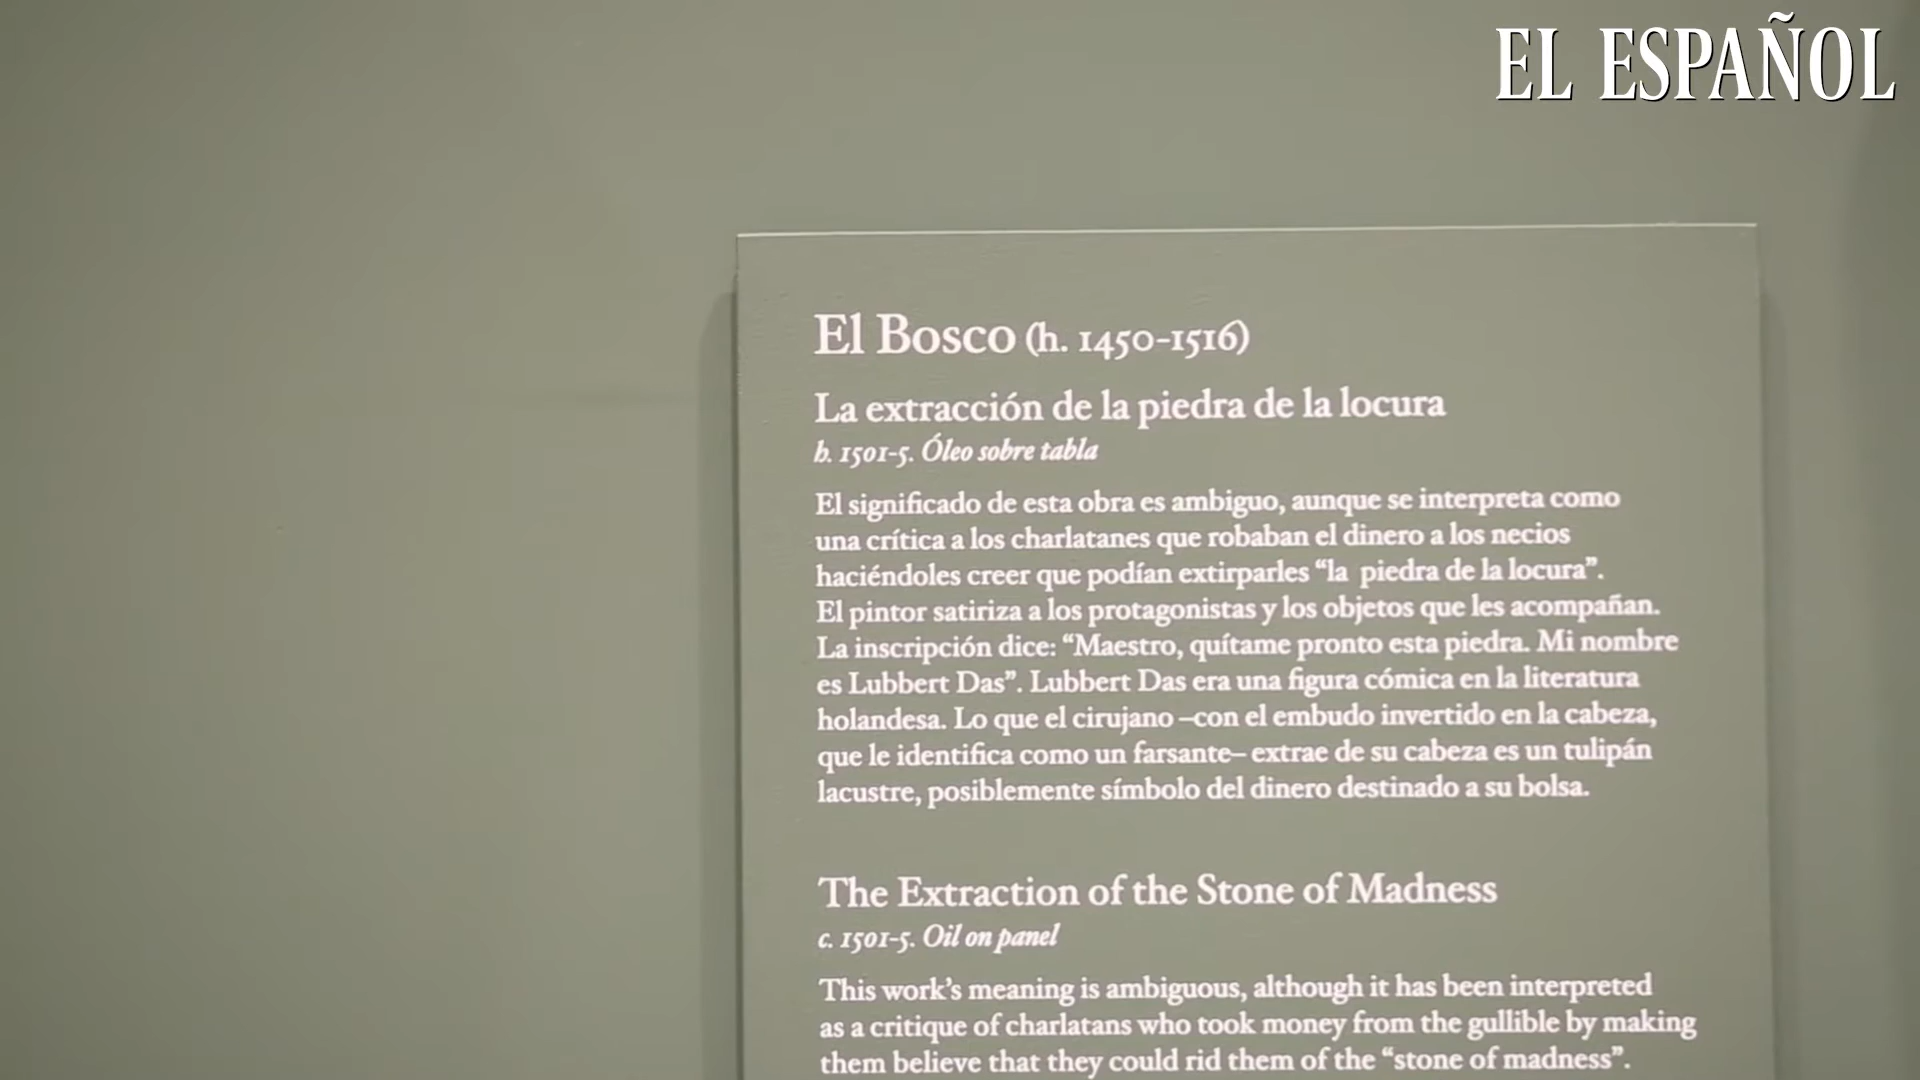 EL ESPAÑOL
El Bosco (h. 1450-1516)
La extracción de la piedra de la locura
h. 1501-5. Óleo sobre tabla
El significado de esta obra es ambiguo, aunque se interpreta como
una crítica a los charlatanes que robaban el dinero a los necios
haciéndoles creer que podían extirparles “la piedra de la locura”.
El pintor satiriza a los protagonistas y los objetos que les acompañan.
La inscripción dice: “Maestro, quítame pronto esta piedra. Mi nombre
es Lubbert Das”. Lubbert Das era una figura cómica en la literatura
holandesa. Lo que el cirujano –con el embudo invertido en la cabeza,
que le identifica como un farsante– extrae de su cabeza es un tulipán
lacustre, posiblemente símbolo del dinero destinado a su bolsa.
The Extraction of the Stone of Madness
c. 1501-5. Oil on panel
This work’s meaning is ambiguous, although it has been interpreted
as a critique of charlatans who took money from the gullible by making
them believe that they could rid them of the “stone of madness”.